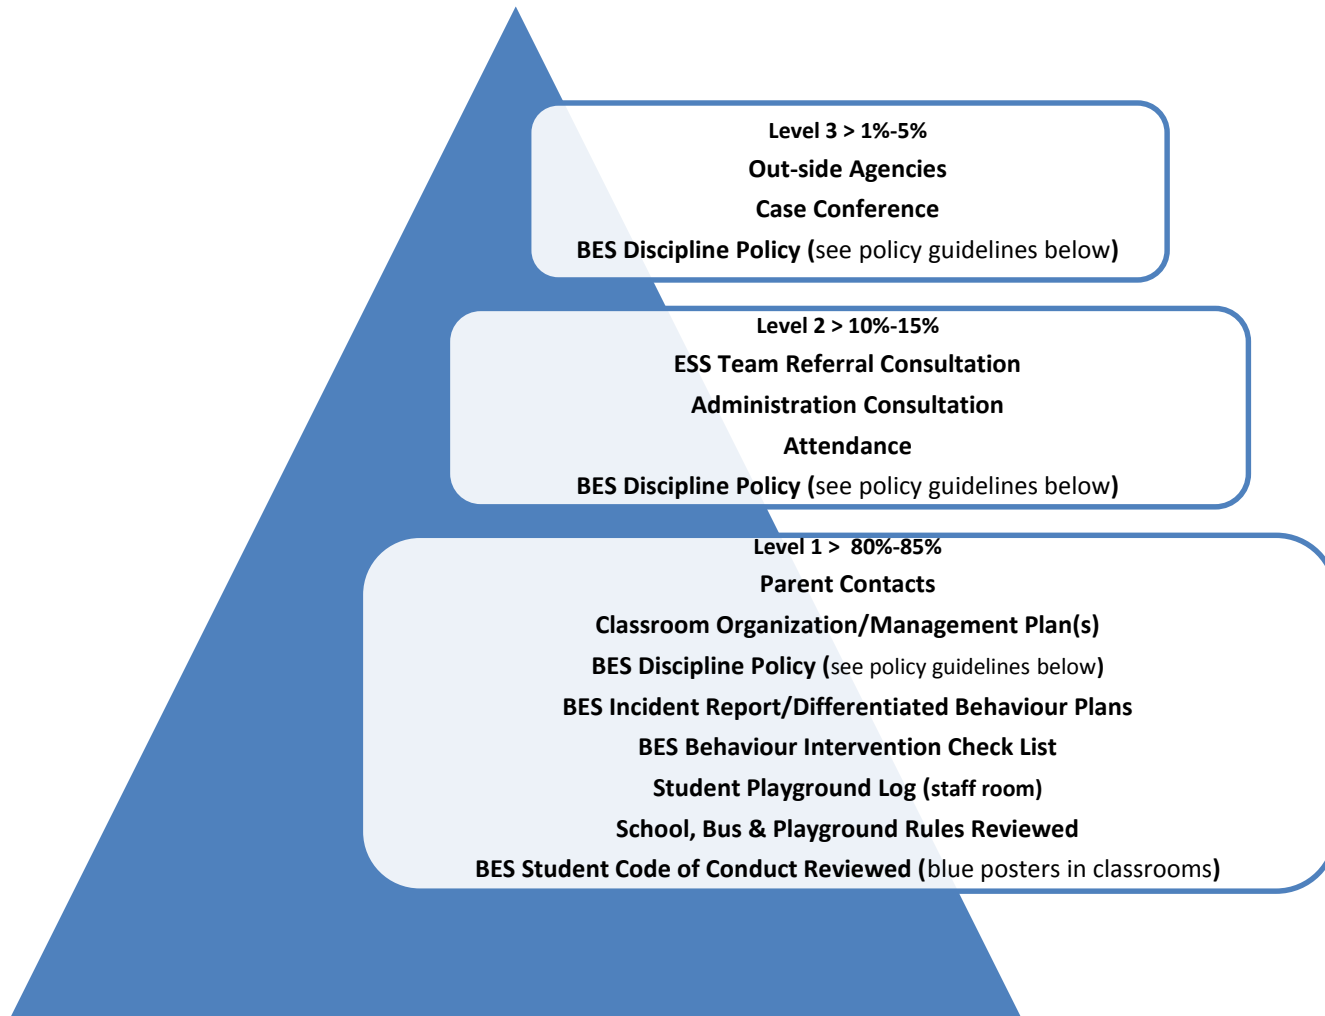 Level 3 > 1%-5%
Out-side Agencies
Case Conference
BES Discipline Policy (see policy guidelines below)
Level 2 > 10%-15%
ESS Team Referral Consultation
Administration Consultation
Attendance
BES Discipline Policy (see policy guidelines below)
Level 1 > 80%-85%
Parent Contacts
Classroom Organization/Management Plan(s)
BES Discipline Policy (see policy guidelines below)
BES Incident Report/Differentiated Behaviour Plans
BES Behaviour Intervention Check List
Student Playground Log (staff room)
School, Bus & Playground Rules Reviewed
BES Student Code of Conduct Reviewed (blue posters in classrooms)